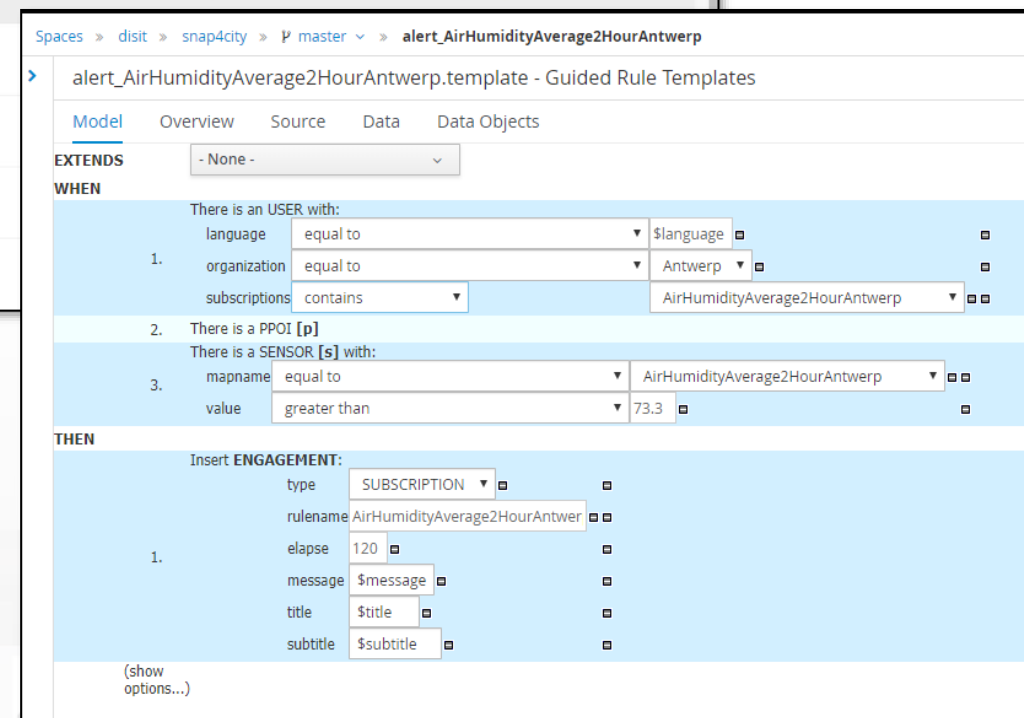 Spaces » disit » snap4city » master » alert_AirHumidityAverage2HourAntwerp
alert_AirHumidityAverage2HourAntwerp.template - Guided Rule Templates
Model Overview Source Data Data Objects
EXTENDS - None -
WHEN
There is an USER with:
language equal to $language
1.
organization equal to Antwerp
subscriptions contains AirHumidityAverage2HourAntwerp
2. There is a PPOI [p]
There is a SENSOR [s] with:
mapname equal to AirHumidityAverage2HourAntwerp
3.
value greater than 73.3
THEN
Insert ENGAGEMENT:
type SUBSCRIPTION
rulename AirHumidityAverage2HourAntwer
elapse 120
1.
message $message
title $title
subtitle $subtitle
(show
options...)